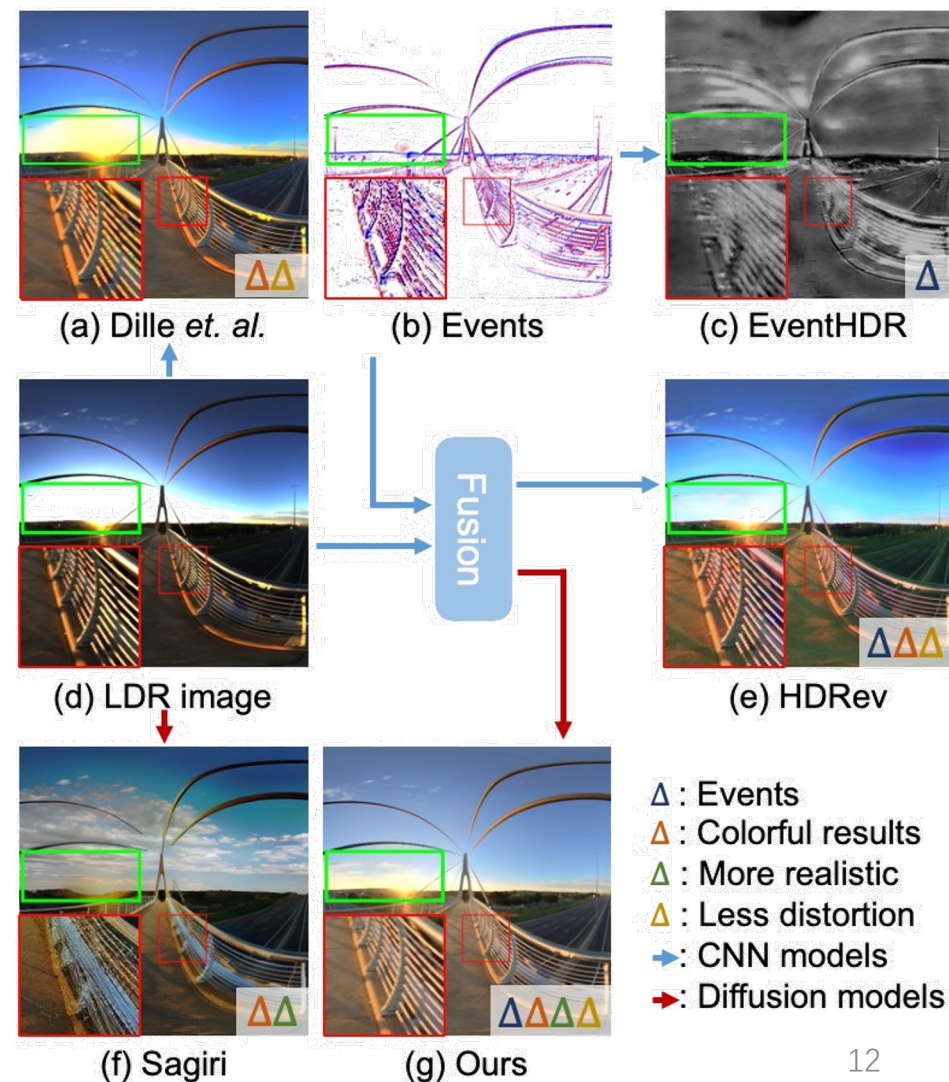 (a) Dille et. al.
(b) Events
(c) EventHDR
Fusion
(d) LDR image
(e) HDRev
Δ : Events
Δ : Colorful results
Δ : More realistic
Δ : Less distortion
→: CNN models
→: Diffusion models
(f) Sagiri
(g) Ours
12